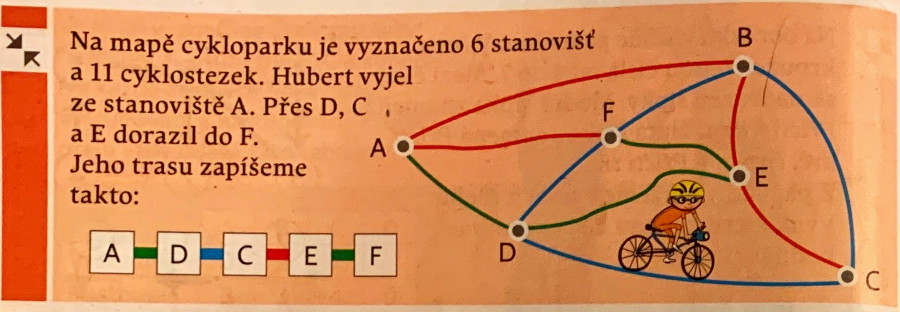 Na mapě cykloparku je vyznačeno 6 stanovišť
a 11 cyklostezek. Hubert vyjel
ze stanoviště A. Přes D, C
a E dorazil do F.
Jeho trasu zapíšeme
takto:
A D C E F
B
F
A
E
D
C